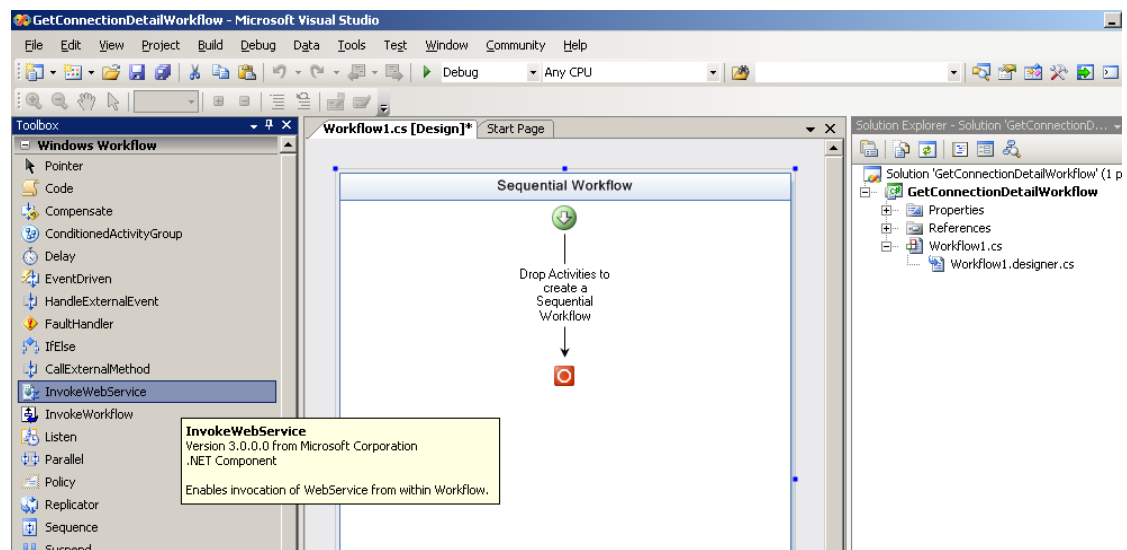 GetConnectionDetailWorkflow - Microsoft Visual Studio
File Edit View Project Build Debug Data Tools Test Window Community Help
Debug Any CPU
Toolbox
Windows Workflow
Pointer
Code
Compensate
ConditionedActivityGroup
Delay
EventDriven
HandleExternalEvent
FaultHandler
IfElse
CallExternalMethod
InvokeWebService
InvokeWorkflow
Listen
Parallel
Policy
Replicator
Sequence
Suspend
InvokeWebService
Version 3.0.0.0 from Microsoft Corporation
.NET Component
Enables invocation of WebService from within Workflow.
Workflow1.cs [Design]* Start Page
Sequential Workflow
Drop Activities to
create a
Sequential
Workflow
Solution Explorer - Solution 'GetConnectionD...
Solution 'GetConnectionDetailWorkflow' (1 p
GetConnectionDetailWorkflow
Properties
References
Workflow1.cs
Workflow1.designer.cs